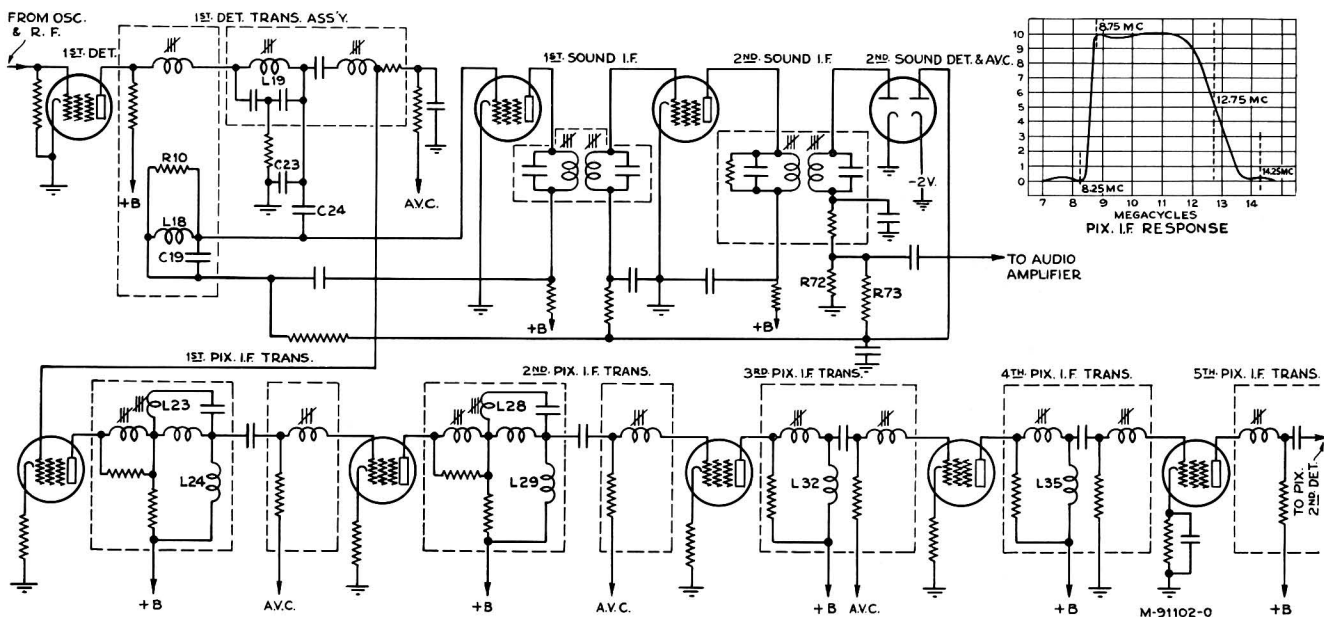 FROM OSC.
& R. F.
1ST. DET.
1ST. DET. TRANS. ASS'Y.
L19
R10
L18
C19
C23
C24
+B
A.V.C.
1ST. SOUND I.F.
2ND. SOUND I.F.
2ND. SOUND DET. & AVC.
-2V.
R72
R73
+B
+B
TO AUDIO
AMPLIFIER
10
9
8
7
6
5
4
3
2
1
0
8.75 MC
12.75 MC
14.25MC
8.25 MC
7 8 9 10 11 12 13 14
MEGACYCLES
PIX. I.F RESPONSE
1ST. PIX. I.F. TRANS.
2ND. PIX. I.F. TRANS.
3RD. PIX. I.F. TRANS.
4TH. PIX. I.F. TRANS.
5TH. PIX. I.F. TRANS.
L23
L24
L28
L29
L32
L35
TO PIX.
2ND. DET.
+B
A.V.C.
+B
A.V.C.
+B
A.V.C.
+B
M-91102-0
+B